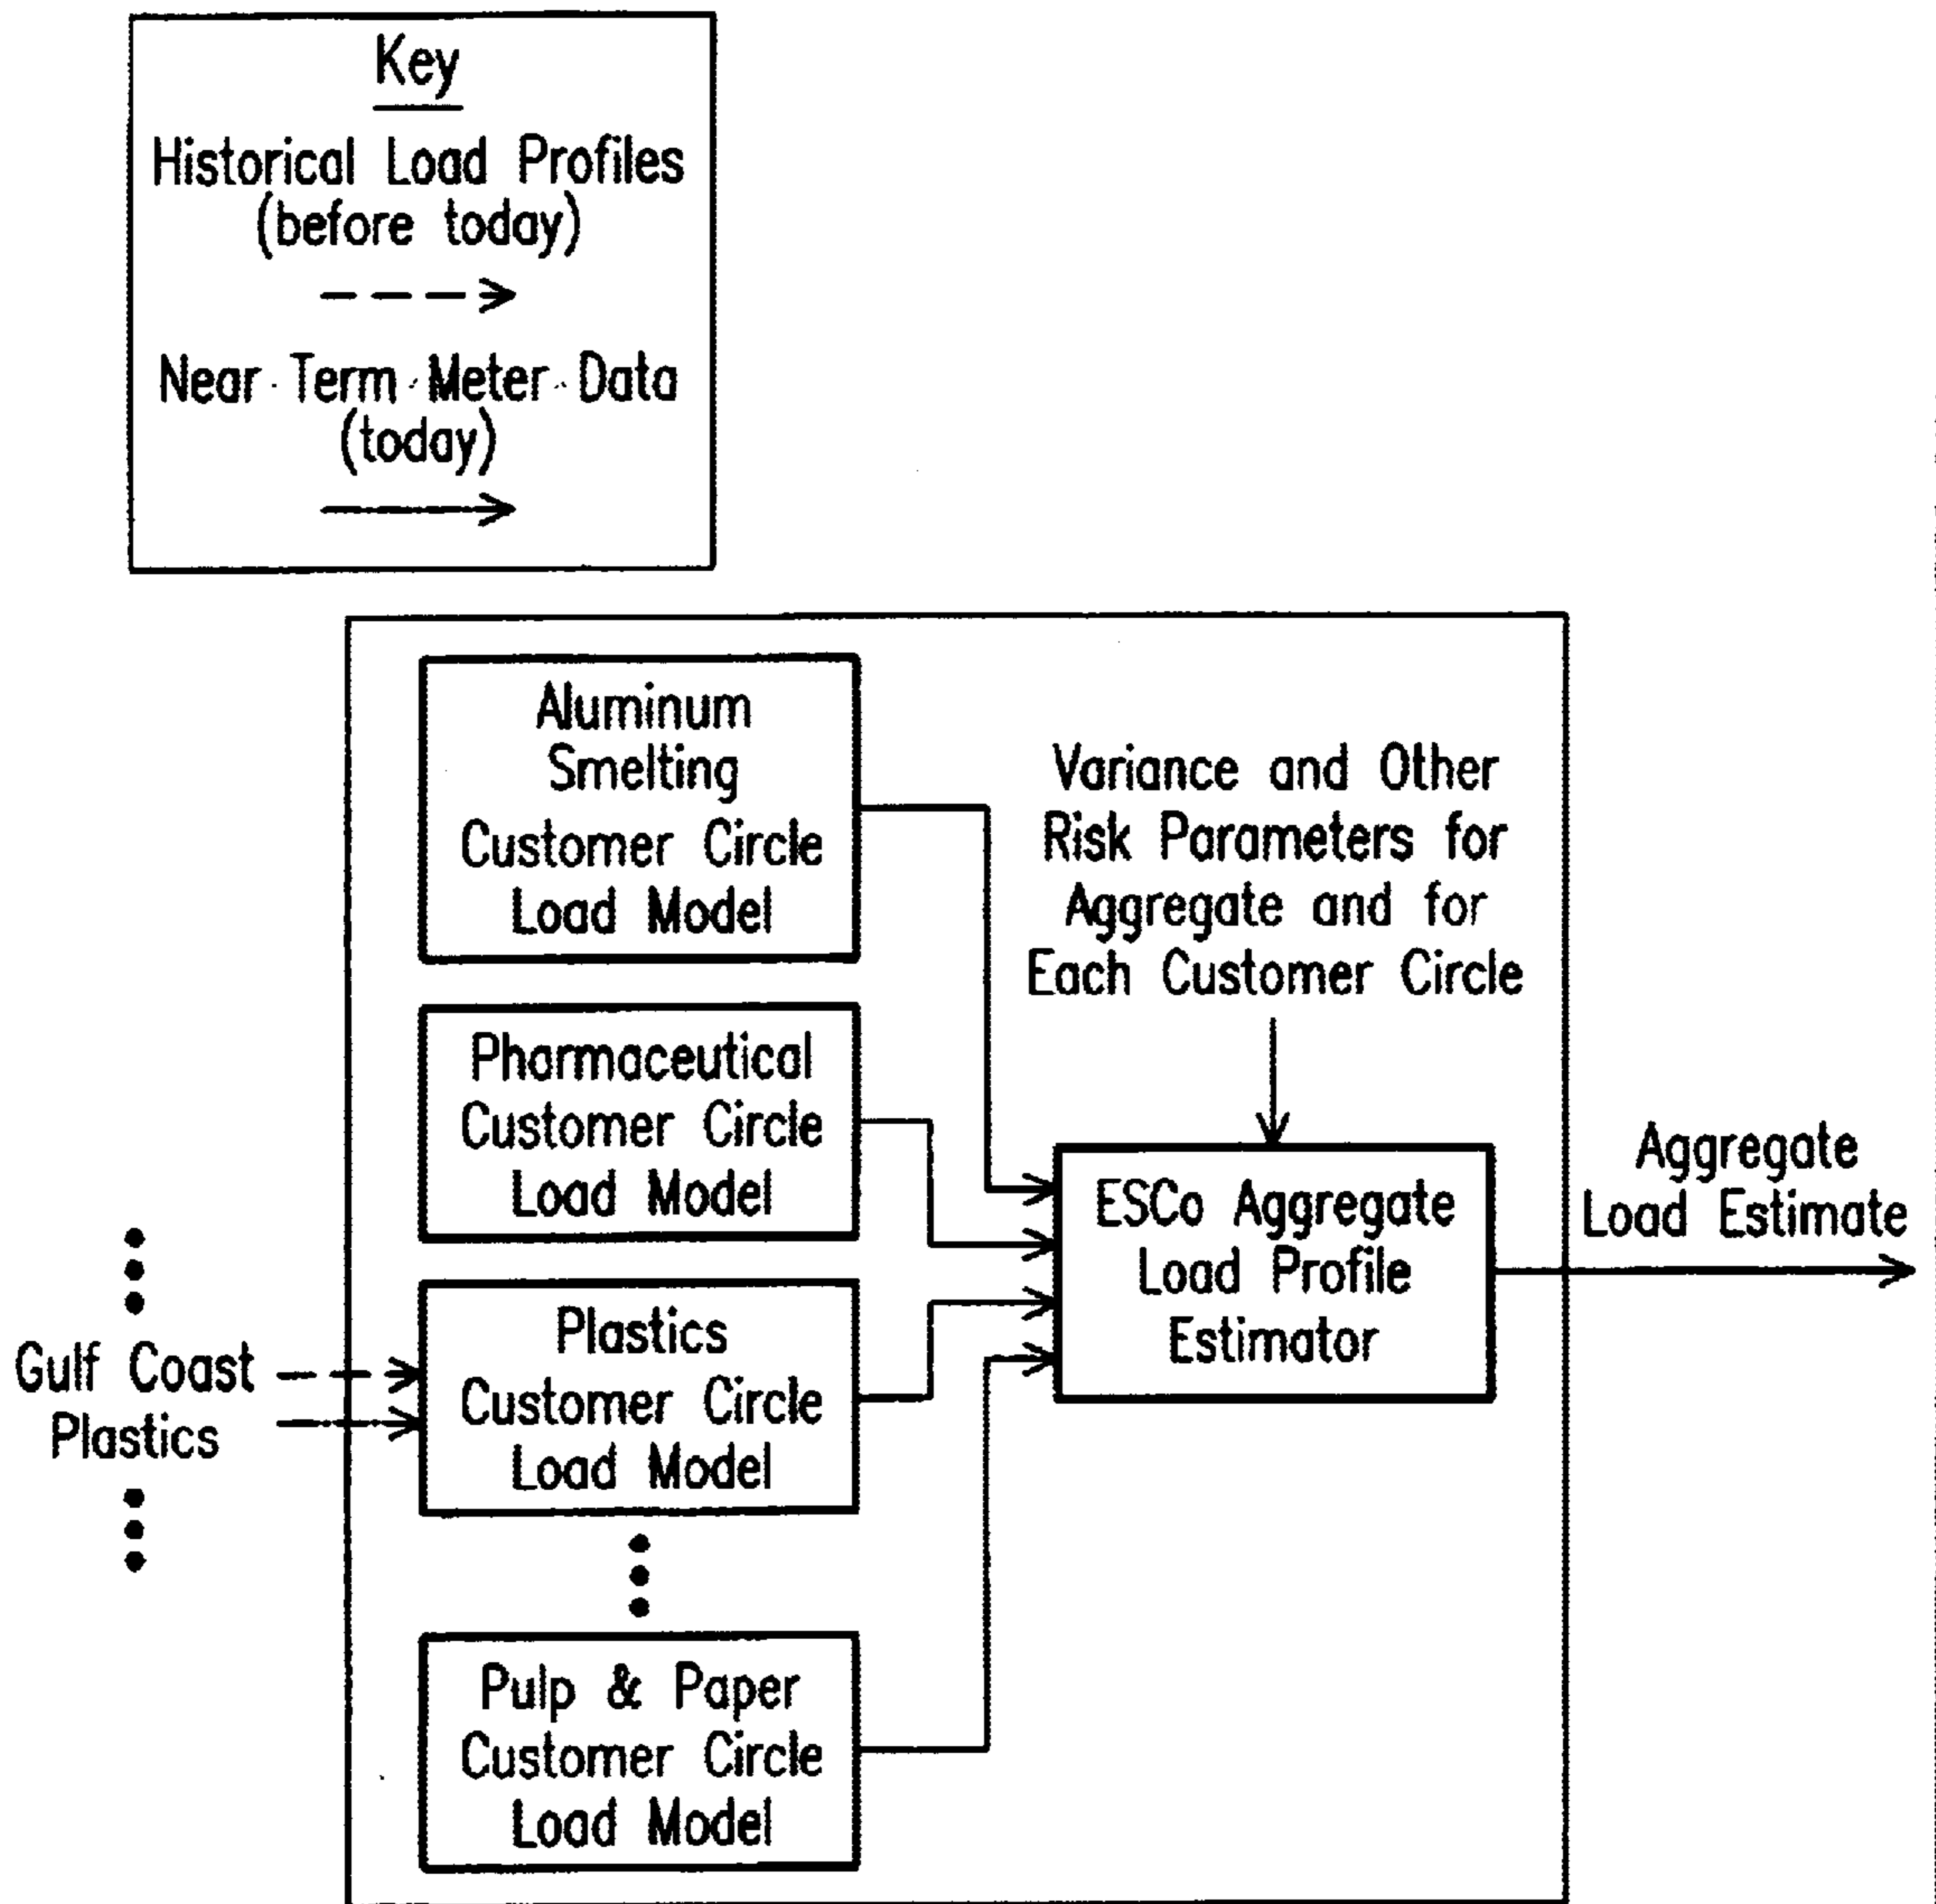 Key
Historical Load Profiles
(before today)
Near Term Meter Data
(today)
Aluminum
Smelting
Customer Circle
Load Model
Variance and Other
Risk Parameters for
Aggregate and for
Each Customer Circle
Pharmaceutical
Customer Circle
Load Model
ESCo Aggregate
Load Profile
Estimator
Aggregate
Load Estimate
Gulf Coast
Plastics
Plastics
Customer Circle
Load Model
Pulp & Paper
Customer Circle
Load Model